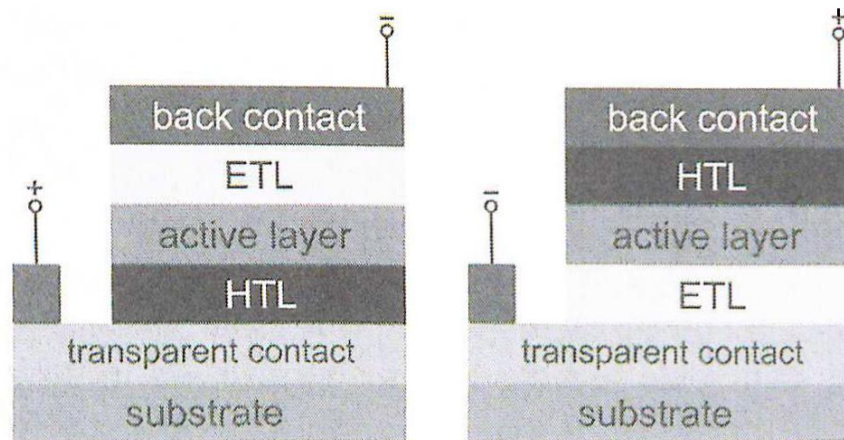 −
back contact
ETL
+
active layer
HTL
transparent contact
substrate
+
back contact
HTL
−
active layer
ETL
transparent contact
substrate